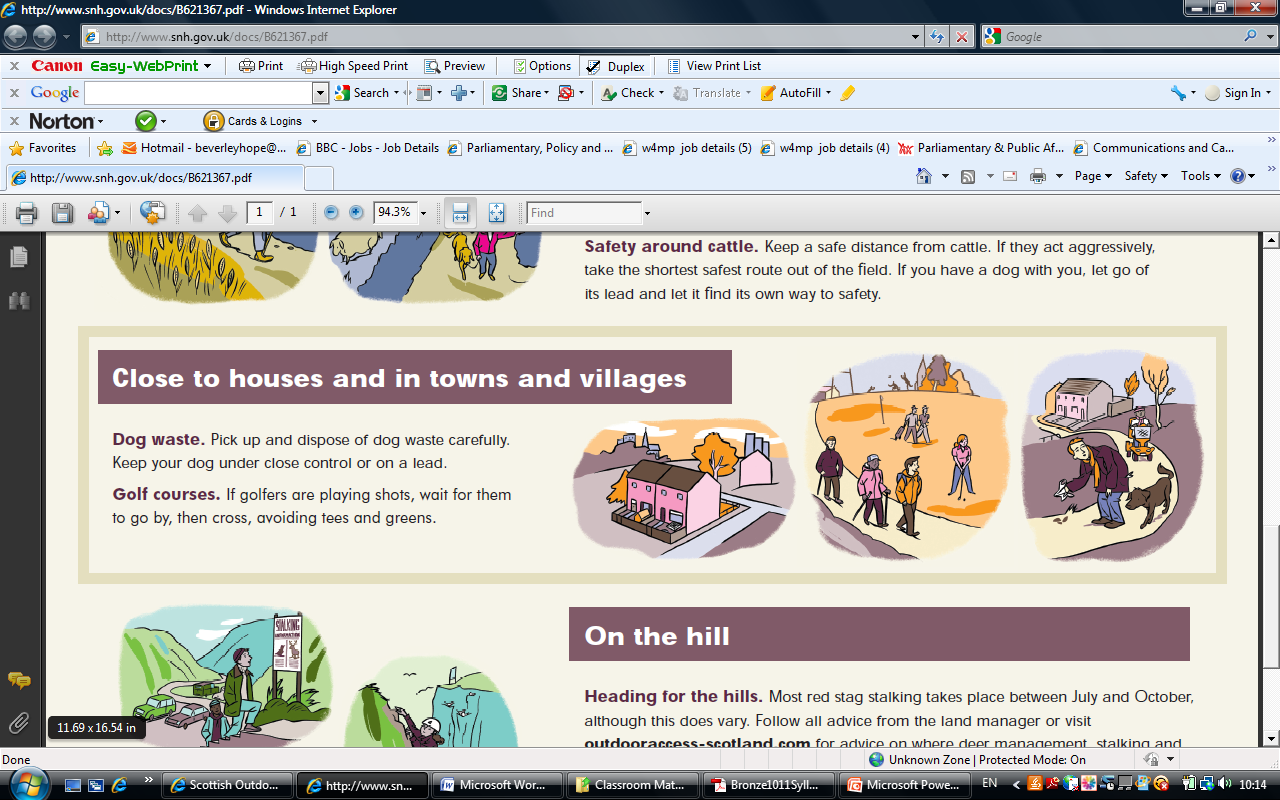 http://www.snh.gov.uk/docs/B621367.pdf - Windows Internet Explorer
http://www.snh.gov.uk/docs/B621367.pdf
Google
Canon Easy-WebPrint
Print
High Speed Print
Preview
Options
Duplex
View Print List
Google
Search
Share
Check
Translate
AutoFill
Sign In
Norton
Cards & Logins
Favorites
Hotmail - beverleyhope@...
BBC - Jobs - Job Details
Parliamentary, Policy and ...
w4mp job details (5)
w4mp job details (4)
Parliamentary & Public Af...
Communications and Ca...
http://www.snh.gov.uk/docs/B621367.pdf
Page
Safety
Tools
1 / 1
94.3%
Find
Safety around cattle. Keep a safe distance from cattle. If they act aggressively,
take the shortest safest route out of the field. If you have a dog with you, let go of
its lead and let it find its own way to safety.
Close to houses and in towns and villages
Dog waste. Pick up and dispose of dog waste carefully.
Keep your dog under close control or on a lead.
Golf courses. If golfers are playing shots, wait for them
to go by, then cross, avoiding tees and greens.
STALKING
On the hill
Heading for the hills. Most red stag stalking takes place between July and October,
although this does vary. Follow all advice from the land manager or visit
outdooraccess-scotland.com for advice on where deer management, stalking and
11.69 x 16.54 in
Done
Unknown Zone | Protected Mode: On
Scottish Outdo...
http://www.sn...
Microsoft Wor...
Classroom Mat...
Bronze1011Syll...
Microsoft Powe...
EN
10:14